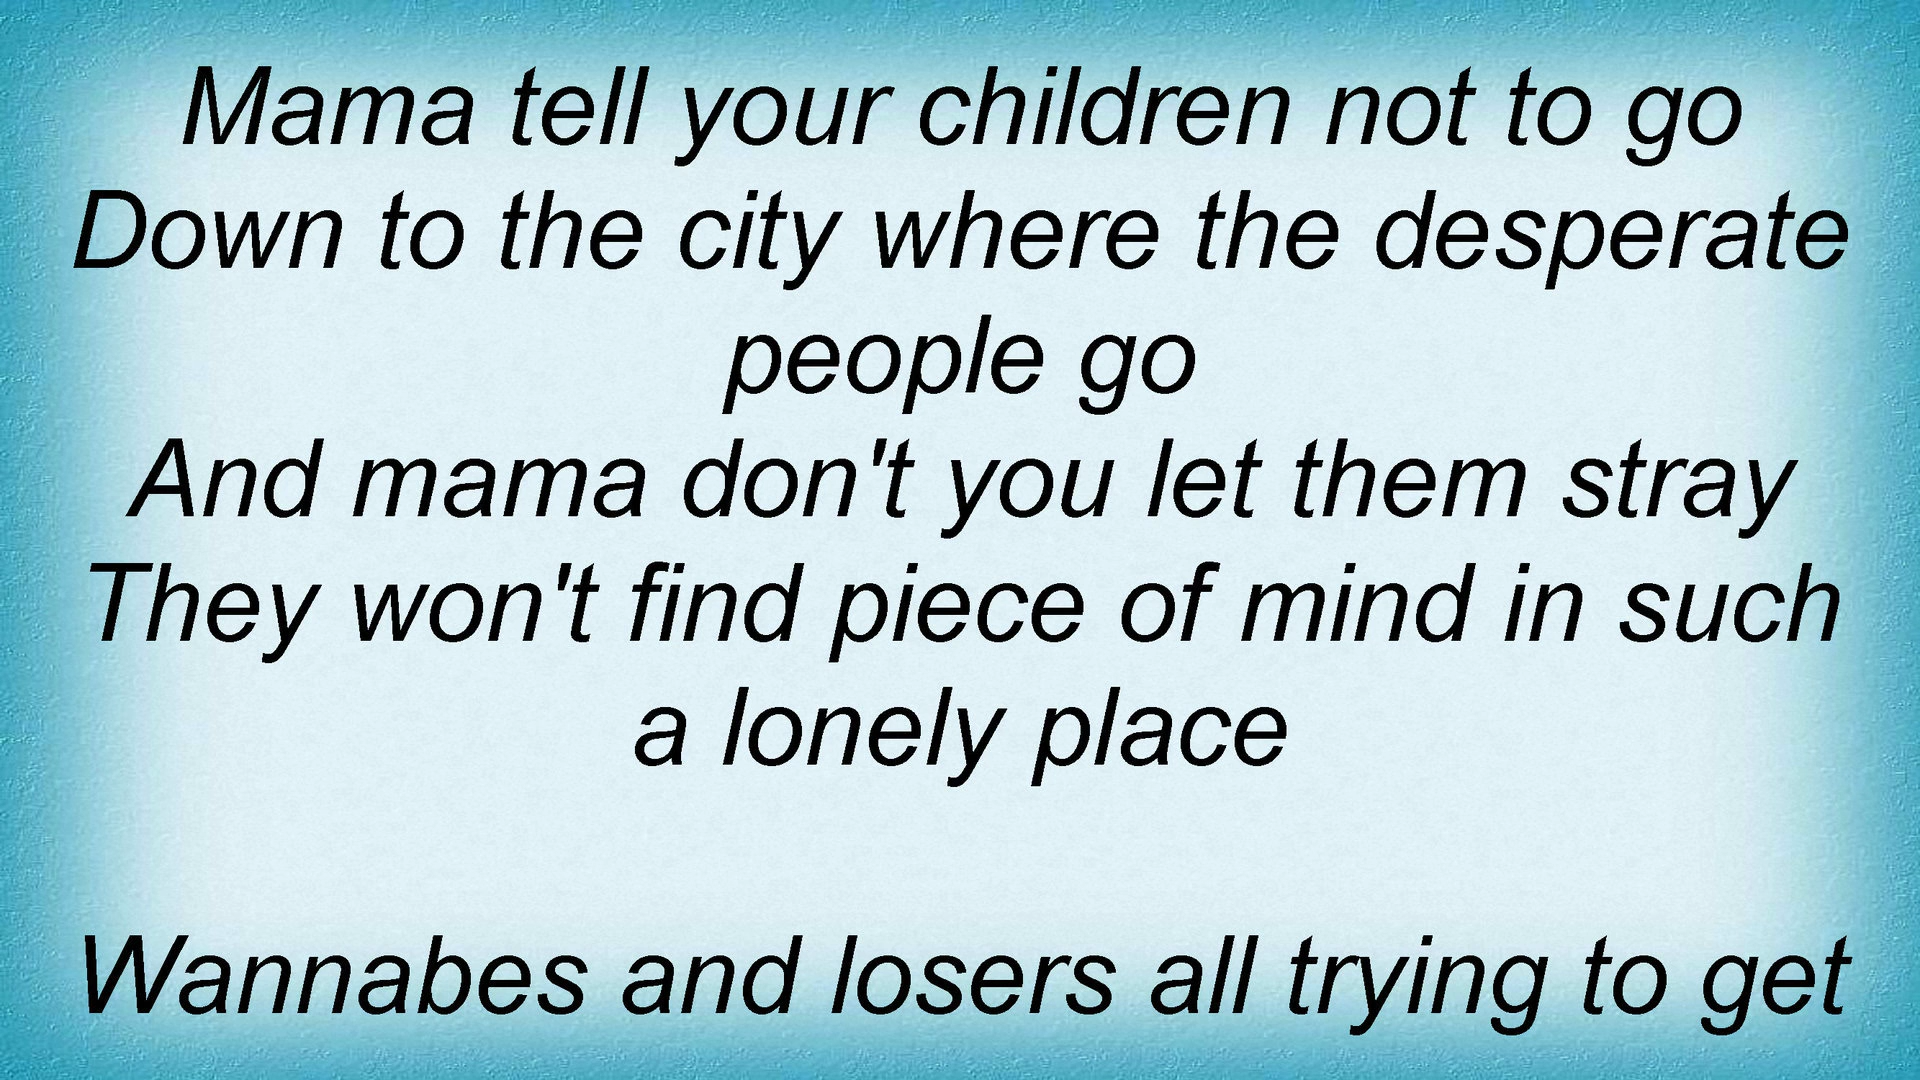 Mama tell your children not to go
Down to the city where the desperate
people go
And mama don't you let them stray
They won't find piece of mind in such
a lonely place
Wannabes and losers all trying to get